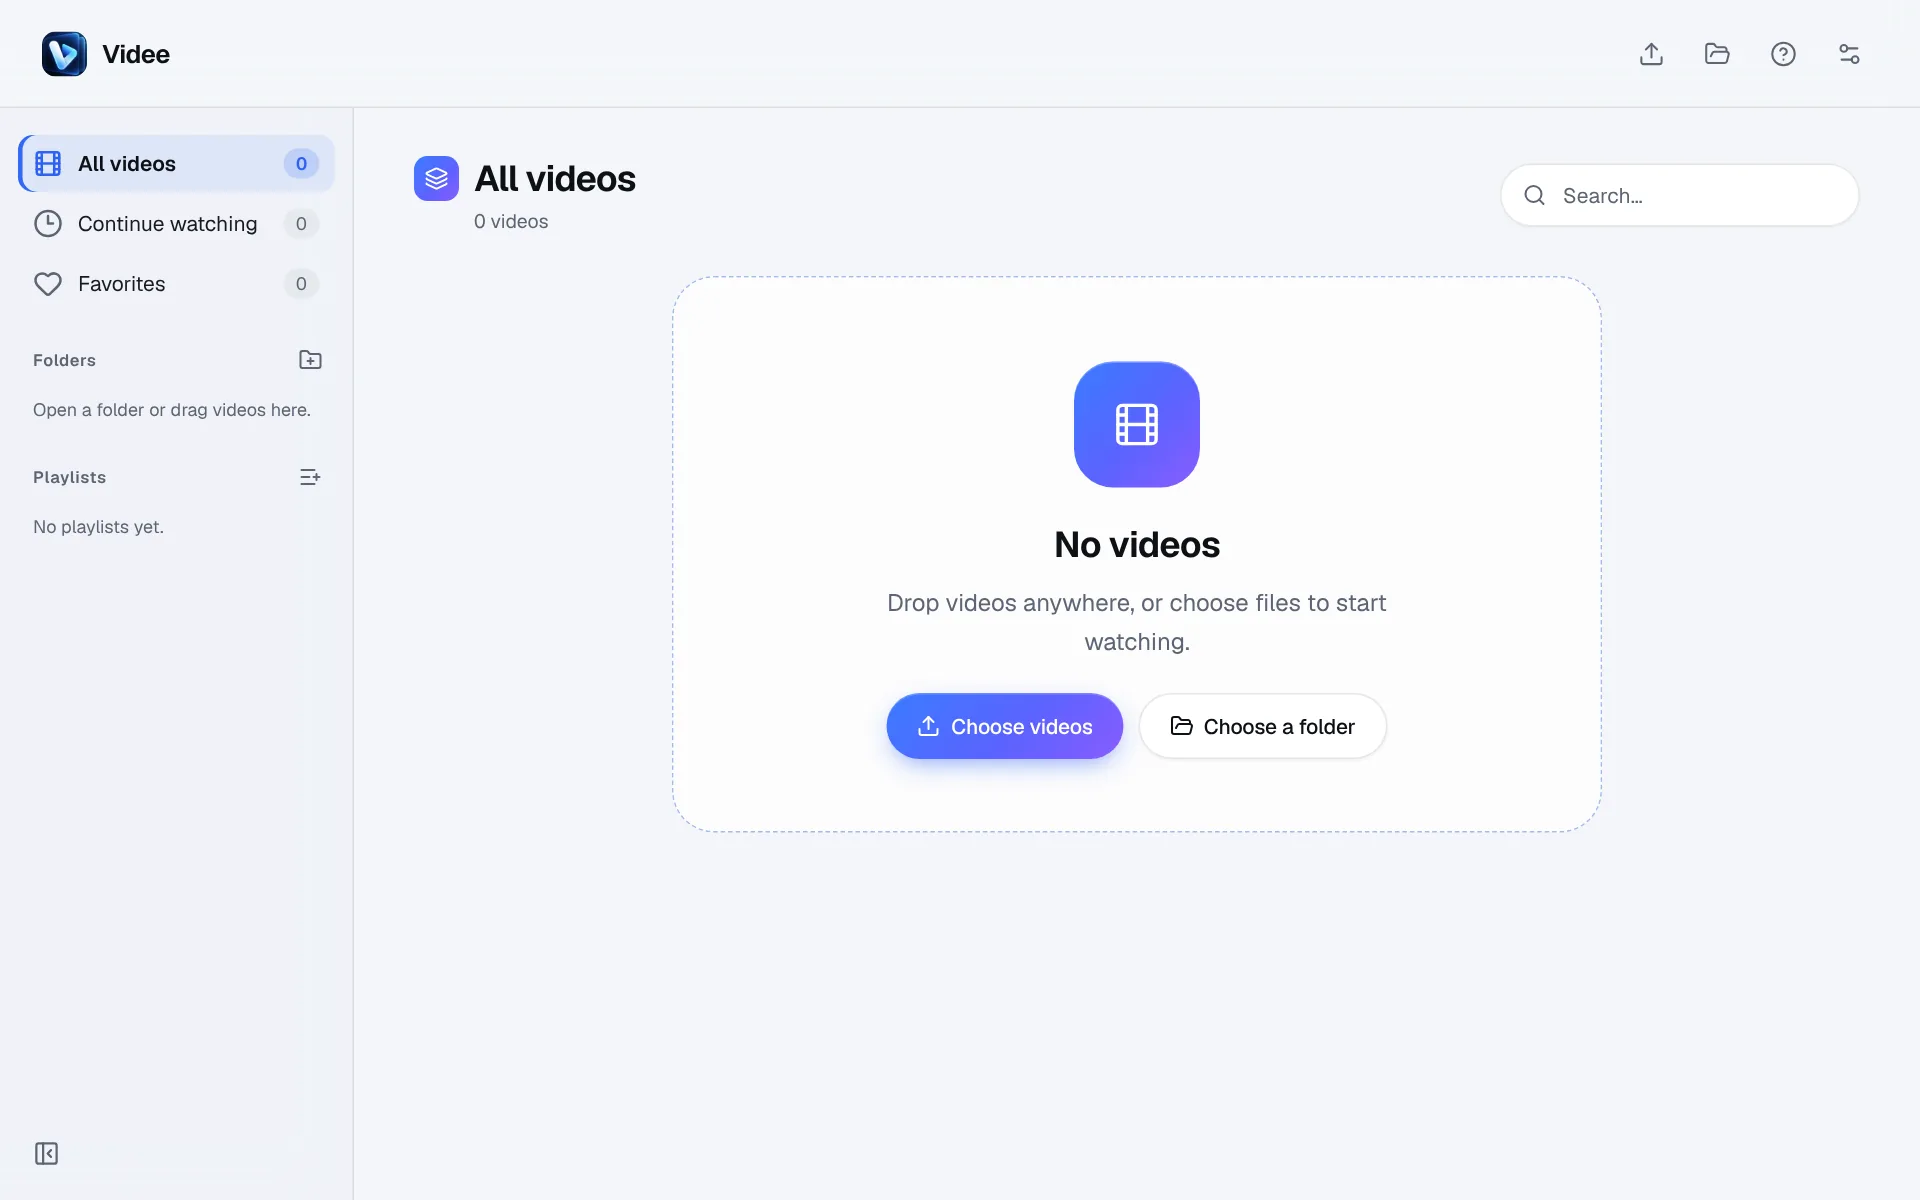 Videe
All videos
0
Continue watching
0
Favorites
0
Folders
Open a folder or drag videos here.
Playlists
No playlists yet.
All videos
0 videos
Search...
No videos
Drop videos anywhere, or choose files to start
watching.
Choose videos
Choose a folder